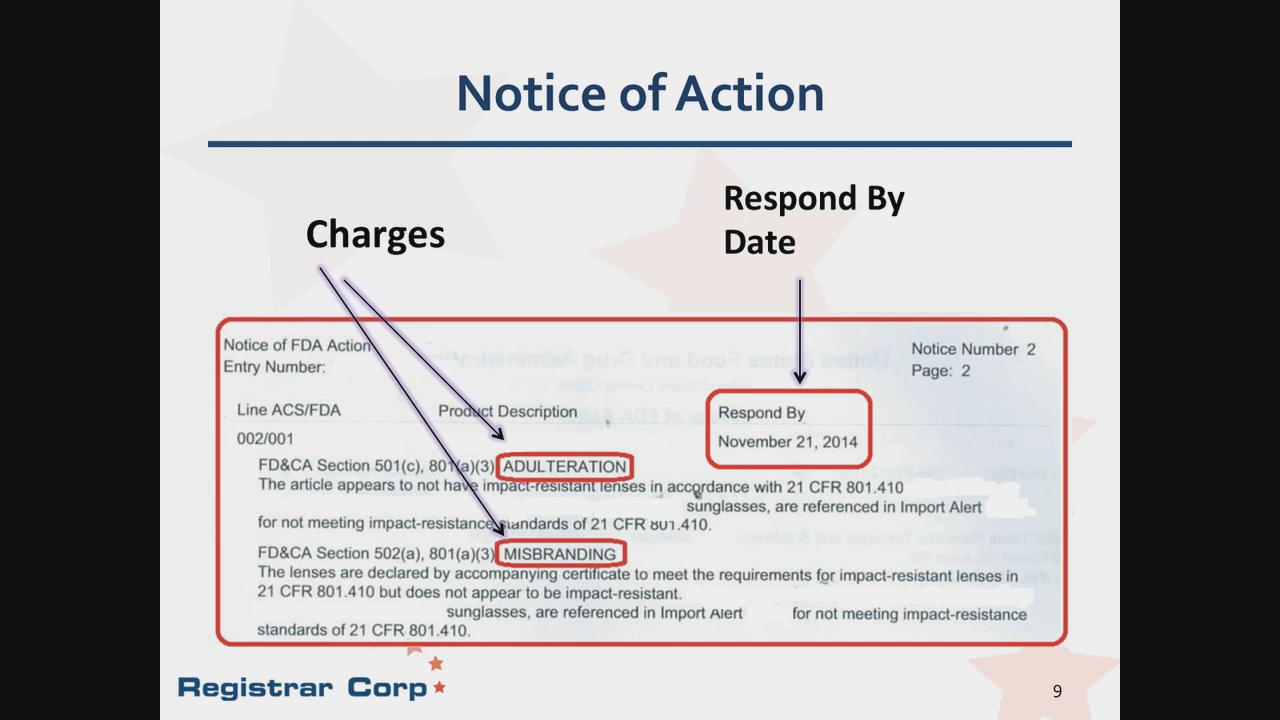 Notice of Action
Charges
Respond By
Date
Notice of FDA Action
Entry Number:
Notice Number 2
Page: 2
Line ACS/FDA Product Description Respond By
002/001 November 21, 2014
FD&CA Section 501(c), 801(a)(3) ADULTERATION
The article appears to not have impact-resistant lenses in accordance with 21 CFR 801.410
sunglasses, are referenced in Import Alert
for not meeting impact-resistance standards of 21 CFR 801.410.
FD&CA Section 502(a), 801(a)(3) MISBRANDING
The lenses are declared by accompanying certificate to meet the requirements for impact-resistant lenses in
21 CFR 801.410 but does not appear to be impact-resistant.
sunglasses, are referenced in Import Alert for not meeting impact-resistance
standards of 21 CFR 801.410.
Registrar Corp
9